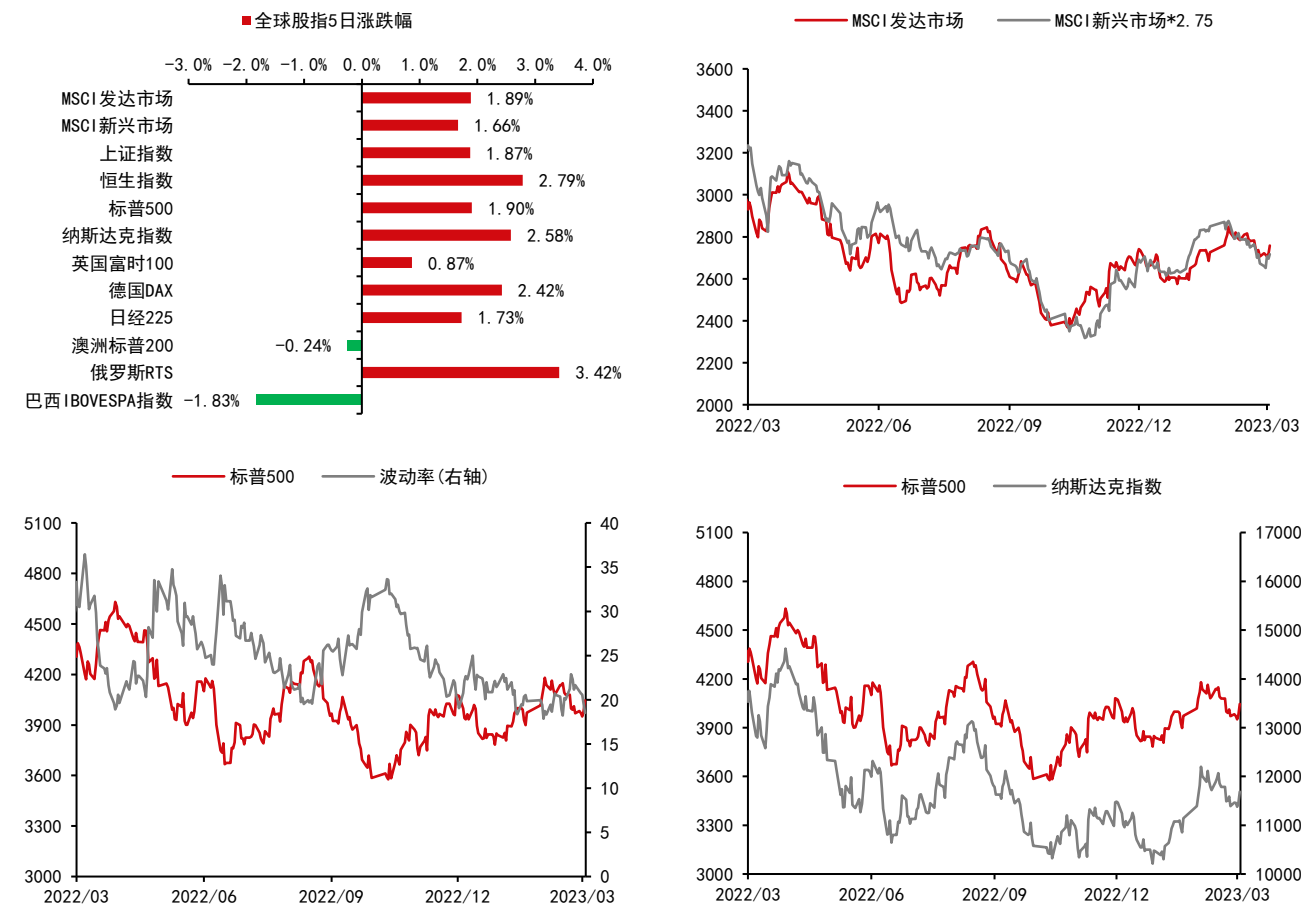 全球股指5日涨跌幅
-3.0% -2.0% -1.0% 0.0% 1.0% 2.0% 3.0% 4.0%
MSCI发达市场 1.89%
MSCI新兴市场 1.66%
上证指数 1.87%
恒生指数 2.79%
标普500 1.90%
纳斯达克指数 2.58%
英国富时100 0.87%
德国DAX 2.42%
日经225 1.73%
澳洲标普200 -0.24%
俄罗斯RTS 3.42%
巴西IBOVESPA指数 -1.83%
MSCI发达市场 MSCI新兴市场*2.75
3600
3400
3200
3000
2800
2600
2400
2200
2000
2022/03 2022/06 2022/09 2022/12 2023/03
标普500 波动率(右轴)
5100 40
4800 35
4500 30
4200 25
3900 20
3600 15
3300 10
3000 5
0
2022/03 2022/06 2022/09 2022/12 2023/03
标普500 纳斯达克指数
5100 17000
4800 16000
4500 15000
4200 14000
3900 13000
3600 12000
3300 11000
3000 10000
2022/03 2022/06 2022/09 2022/12 2023/03